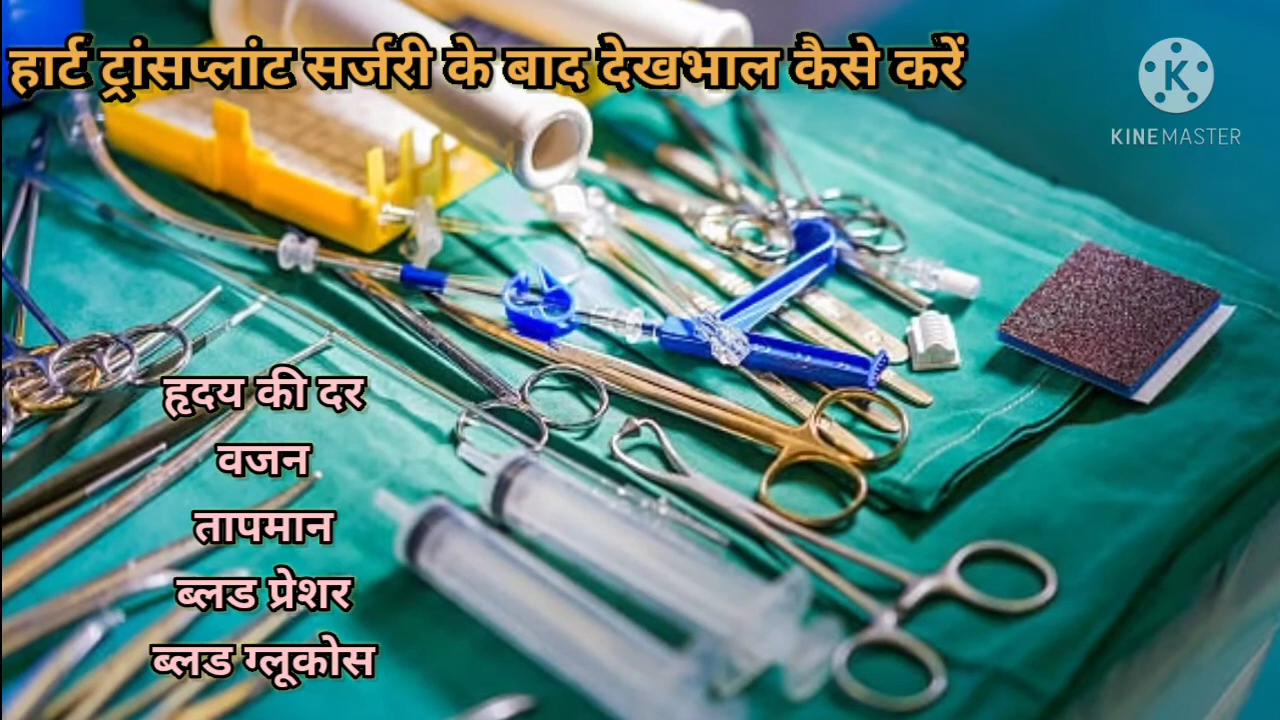 हार्ट ट्रांसप्लांट सर्जरी के बाद देखभाल कैसे करें
K
KINEMASTER
हृदय की दर
वजन
तापमान
ब्लड प्रेशर
ब्लड ग्लूकोस